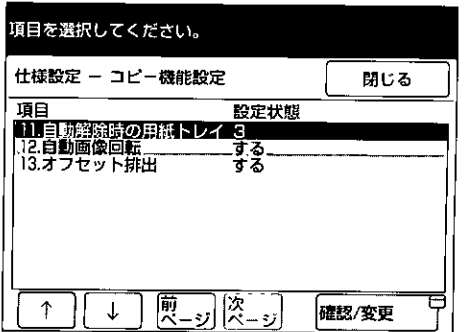 項目を選択してください。
仕様設定 － コピー機能設定
閉じる
項目 設定状態
11.自動解除時の用紙トレイ 3
12.自動画像回転 する
13.オフセット排出 する
↑ ↓ 前ページ 次ページ 確認/変更